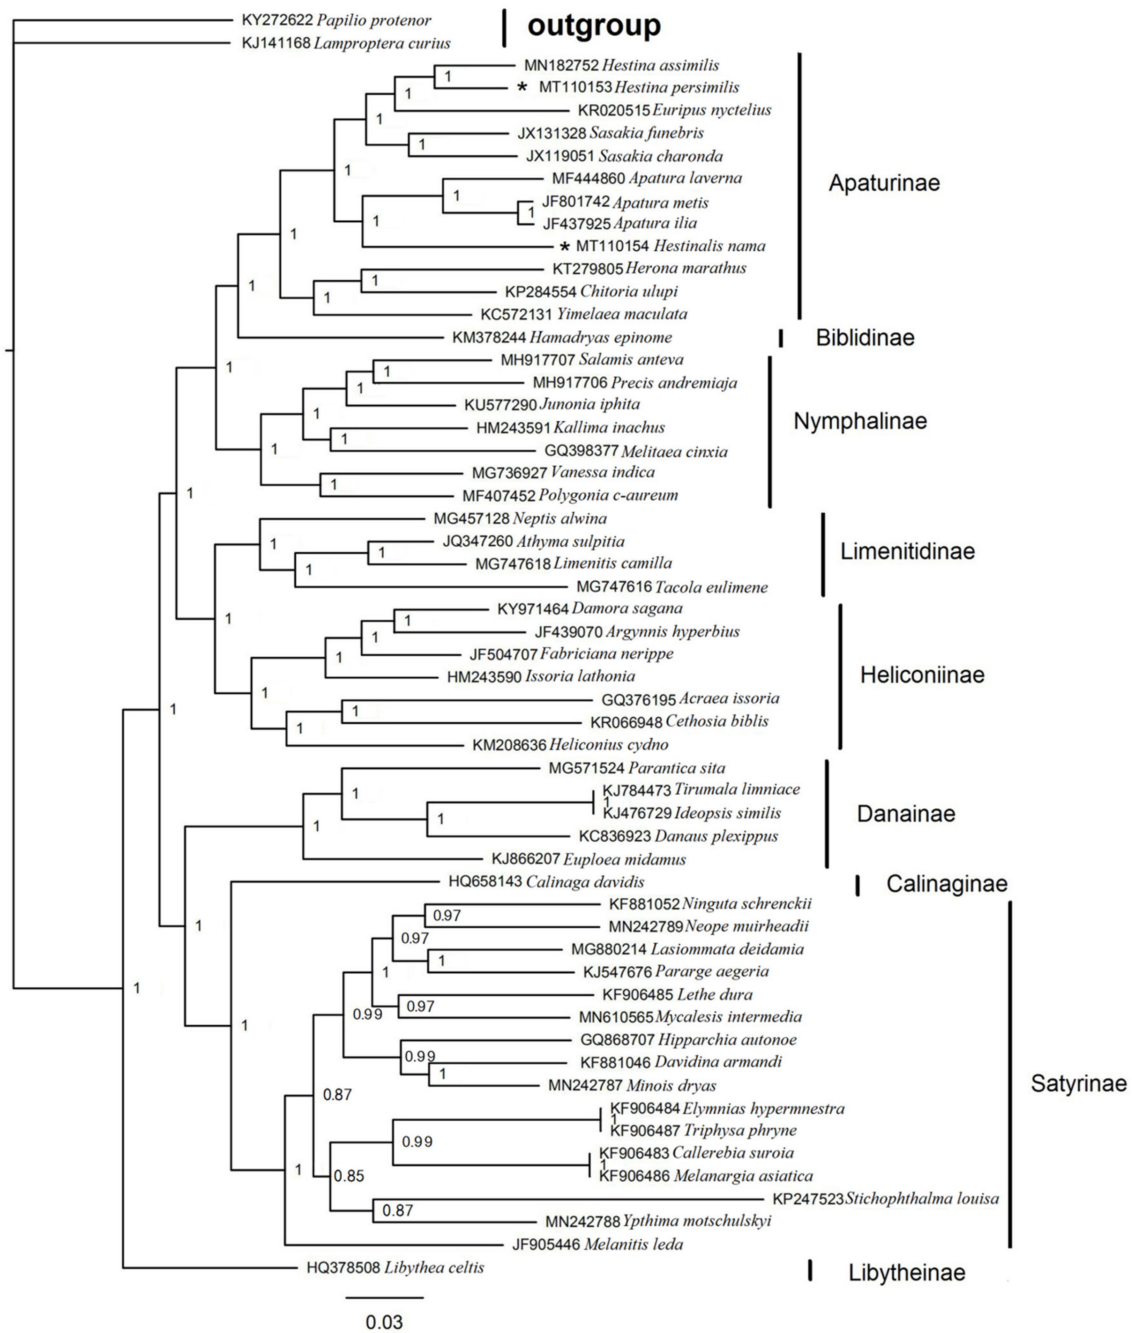 KY272622 Papilio protenor
KJ141168 Lamproptera curius
outgroup
MN182752 Hestina assimilis
1
* MT110153 Hestina persimilis
1
KR020515 Euripus nyctelius
1
JX131328 Sasakia funebris
1
JX119051 Sasakia charonda
1
MF444860 Apatura laverna
Apaturinae
1
JF801742 Apatura metis
1
JF437925 Apatura ilia
1
1
* MT110154 Hestinalis nama
KT279805 Herona marathus
1
1
KP284554 Chitoria ulupi
1
KC572131 Yimelaea maculata
KM378244 Hamadryas epinome
Biblidinae
MH917707 Salamis anteva
1
1
MH917706 Precis andremiaja
1
KU577290 Junonia iphita
1
Nymphalinae
HM243591 Kallima inachus
1
1
GQ398377 Melitaea cinxia
MG736927 Vanessa indica
1
1
MF407452 Polygonia c-aureum
MG457128 Neptis alwina
1
JQ347260 Athyma sulpitia
1
Limenitidinae
MG747618 Limenitis camilla
1
MG747616 Tacola eulimene
KY971464 Damora sagana
1
1
JF439070 Argynnis hyperbius
1
JF504707 Fabriciana nerippe
1
HM243590 Issoria lathonia
Heliconiinae
1
GQ376195 Acraea issoria
1
1
KR066948 Cethosia biblis
1
KM208636 Heliconius cydno
MG571524 Parantica sita
1
KJ784473 Tirumala limniace
1
KJ476729 Ideopsis similis
Danainae
1
1
KC836923 Danaus plexippus
KJ866207 Euploea midamus
HQ658143 Calinaga davidis
Calinaginae
KF881052 Ninguta schrenckii
0.97
1
MN242789 Neope muirheadii
0.97
MG880214 Lasiommata deidamia
1
1
KJ547676 Pararge aegeria
1
KF906485 Lethe dura
0.97
0.99
MN610565 Mycalesis intermedia
1
GQ868707 Hipparchia autonoe
0.99
KF881046 Davidina armandi
1
MN242787 Minois dryas
Satyrinae
0.87
KF906484 Elymnias hypermnestra
1
KF906487 Triphysa phryne
0.99
KF906483 Callerebia suroia
1
1
0.85
KF906486 Melanargia asiatica
KP247523 Stichophthalma louisa
0.87
MN242788 Ypthima motschulskyi
JF905446 Melanitis leda
HQ378508 Libythea celtis
Libytheinae
0.03